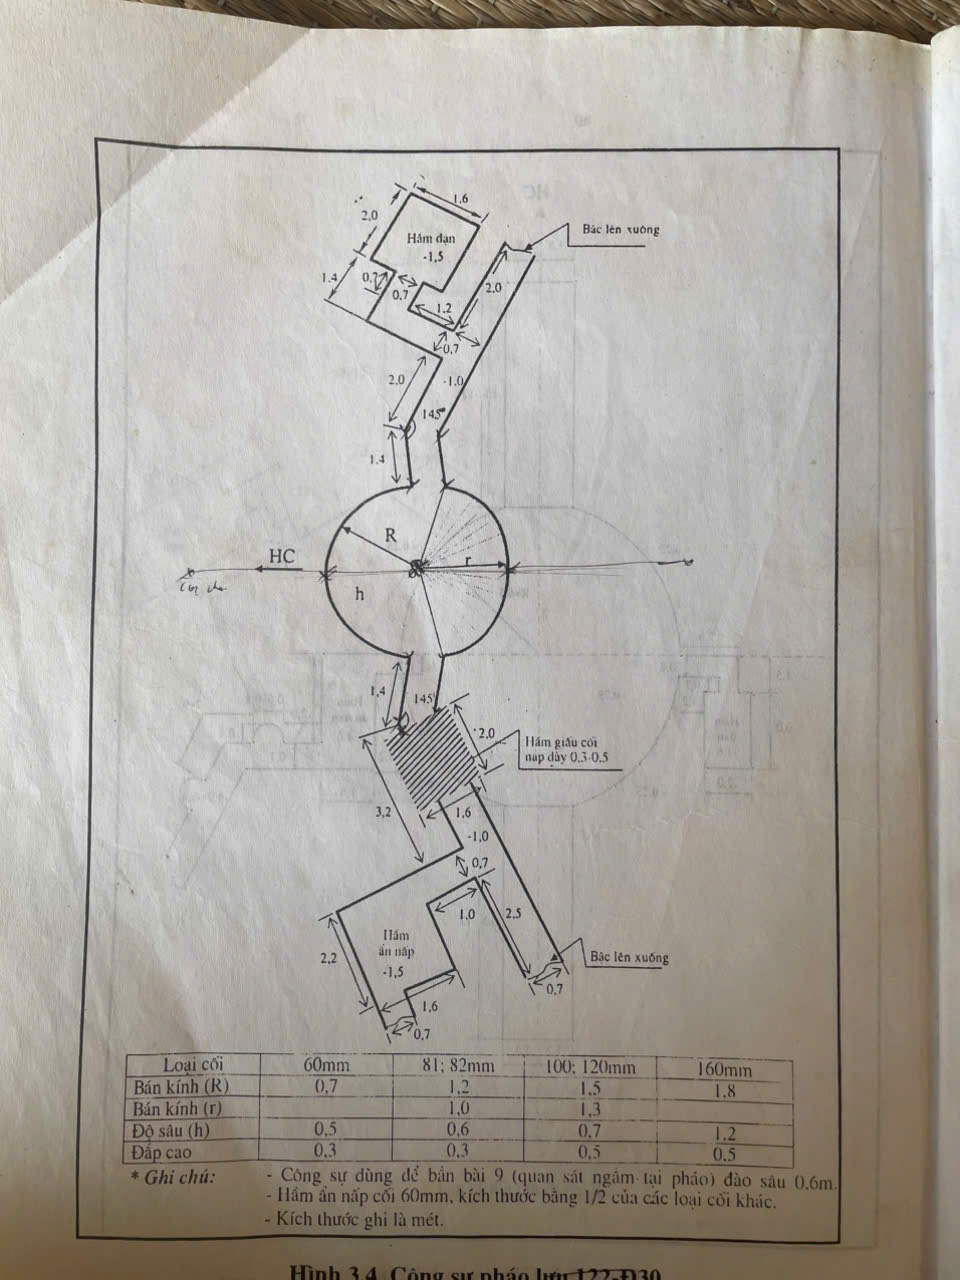 1,6
2,0
Hầm đạn
-1,5
Bậc lên xuống
1.4
0.7
0.7
1.2
2,0
0,7
2,0
-1.0
145°
1.4
R
HC
r
h
1,4
145°
2,0
Hầm giấu cối
nắp dày 0,3-0,5
3,2
1,6
-1,0
0,7
1,0
2,5
Hầm
ẩn nấp
-1,5
2,2
Bậc lên xuống
0,7
1,6
0,7
Loại cối 60mm 81; 82mm 100; 120mm 160mm
Bán kính (R) 0,7 1,2 1,5 1,8
Bán kính (r) 1,0 1,3
Độ sâu (h) 0,5 0,6 0,7 1,2
Đắp cao 0,3 0,3 0,5 0,5
* Ghi chú: - Công sự dùng để bắn bài 9 (quan sát ngắm tại pháo) đào sâu 0,6m.
- Hầm ẩn nấp cối 60mm, kích thước bằng 1/2 của các loại cối khác.
- Kích thước ghi là mét.
Hình 3.4. Công sự pháo lựu 122-Đ30